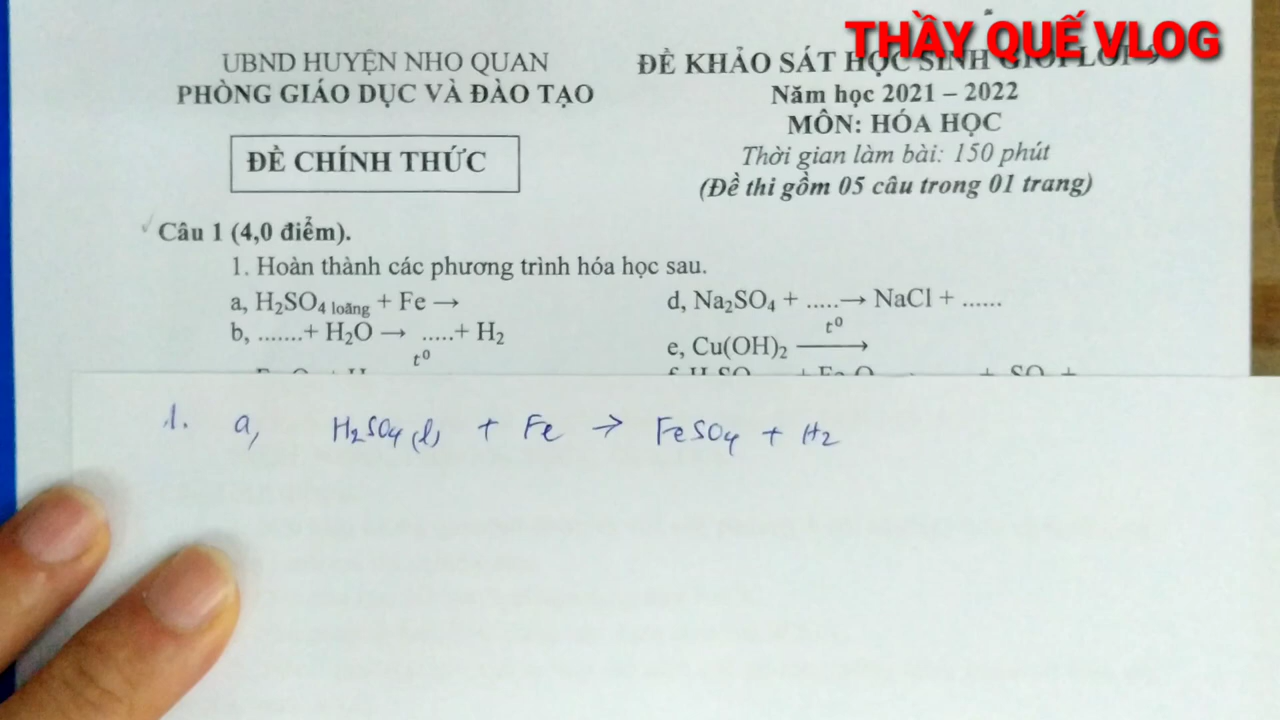 THẦY QUẾ VLOG
UBND HUYỆN NHO QUAN
PHÒNG GIÁO DỤC VÀ ĐÀO TẠO
ĐỀ CHÍNH THỨC
ĐỀ KHẢO SÁT HỌC SINH GIỎI LỚP 9
Năm học 2021 – 2022
MÔN: HÓA HỌC
Thời gian làm bài: 150 phút
(Đề thi gồm 05 câu trong 01 trang)
Câu 1 (4,0 điểm).
1. Hoàn thành các phương trình hóa học sau.
a, H₂SO₄ loãng + Fe →
b, .......+ H₂O → .....+ H₂
t⁰
d, Na₂SO₄ + .....→ NaCl + ......
e, Cu(OH)₂ t⁰ →
1. a, H₂SO₄(l) + Fe → FeSO₄ + H₂